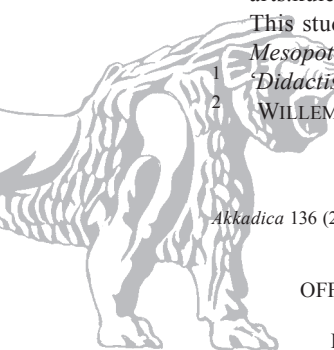 This stu
Mesopot
1 ‘Didactis
2 WILLEM
Akkadica 136 (2
OFF